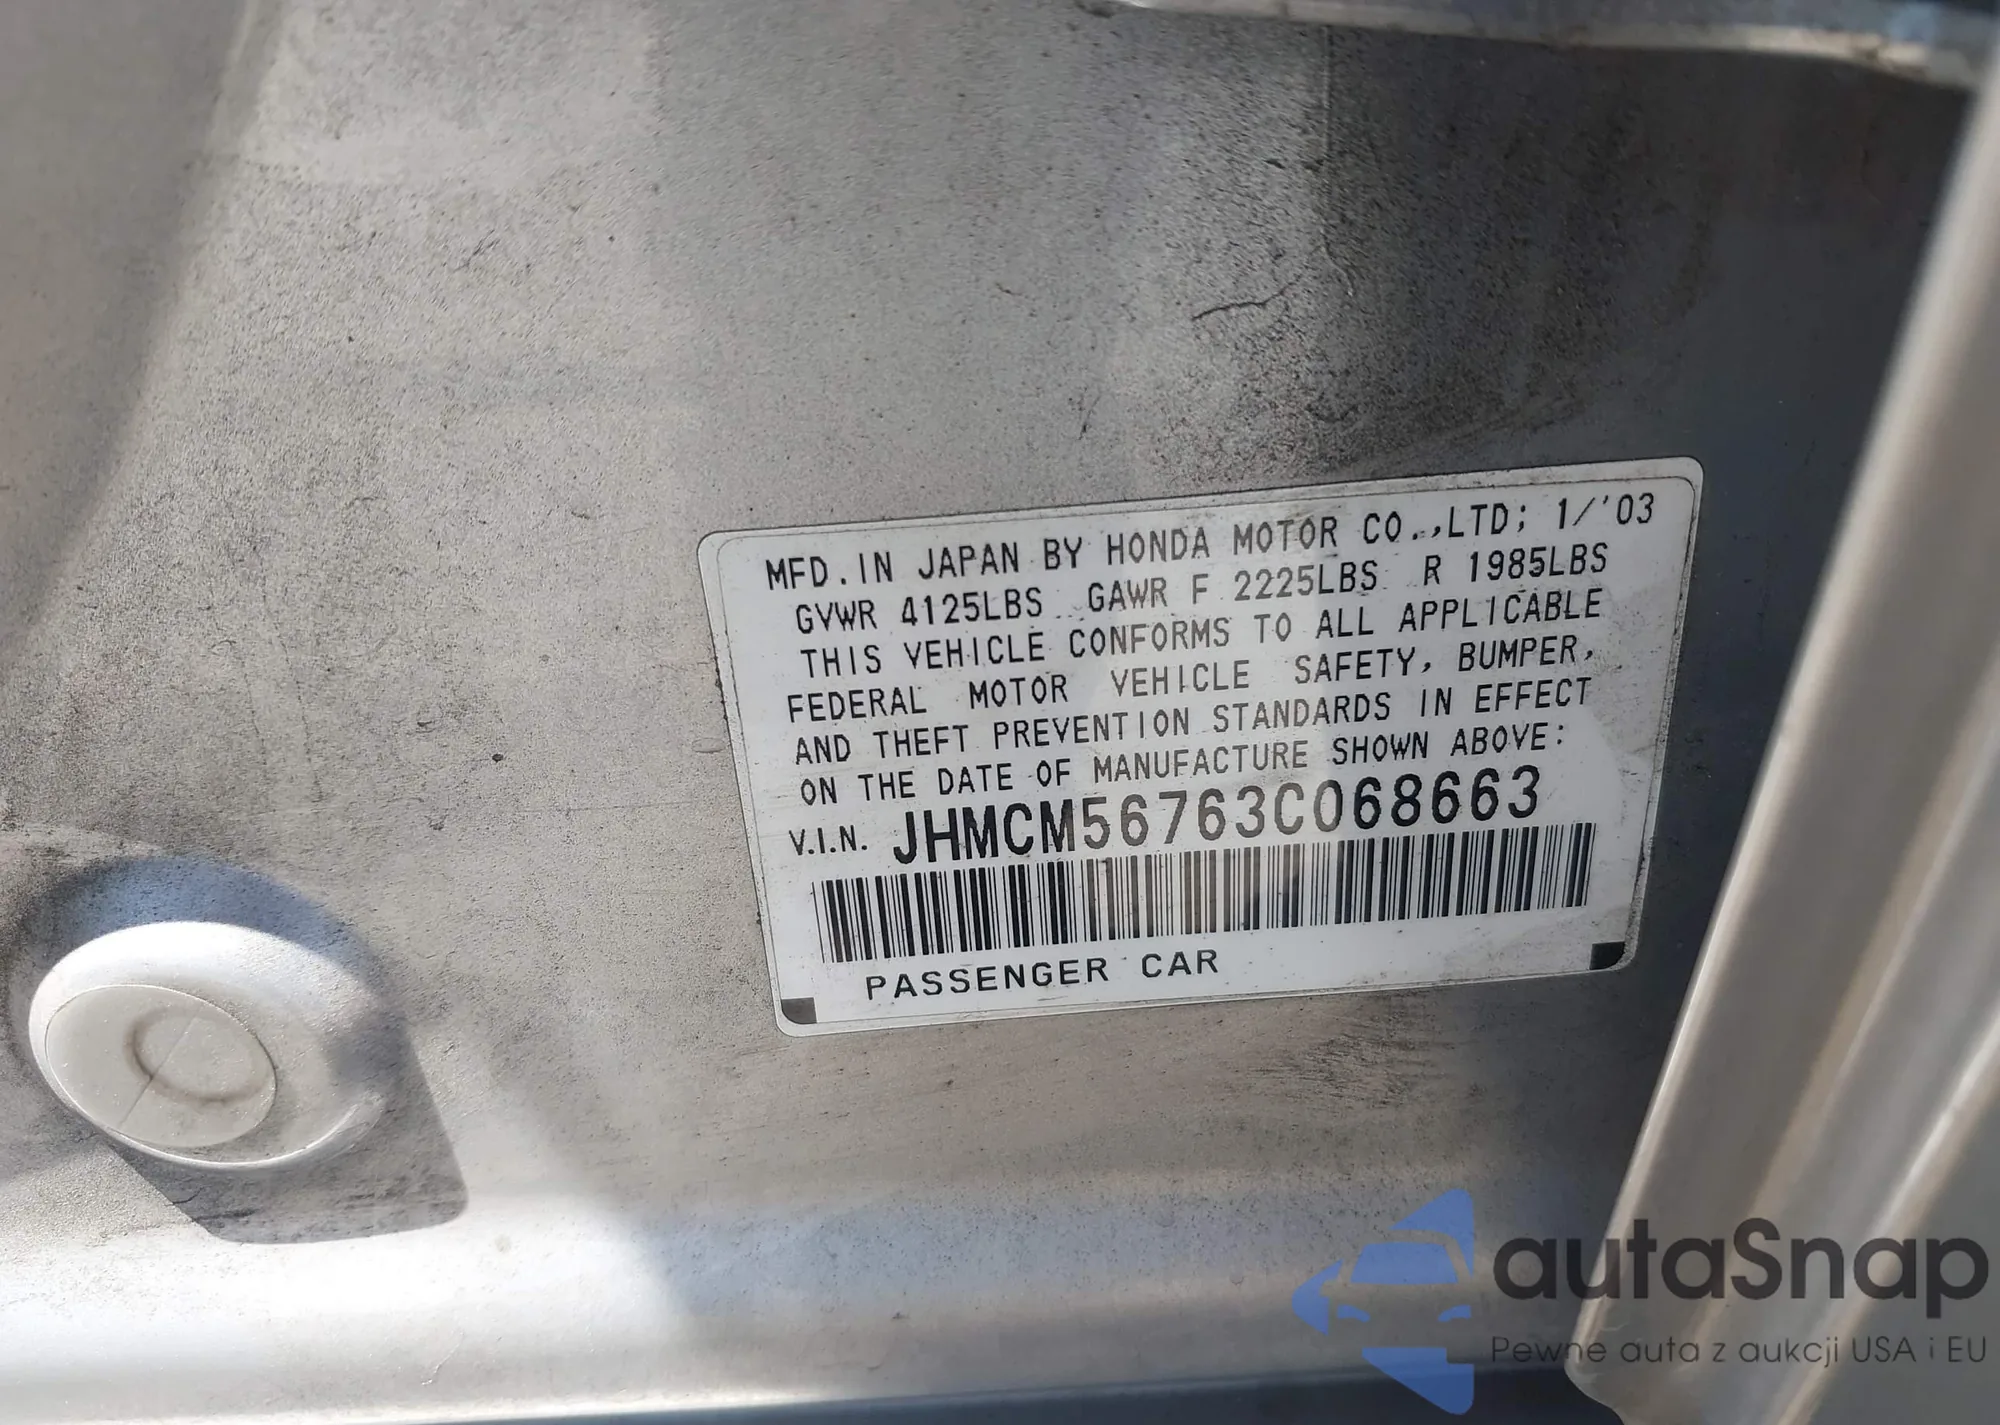 MFD. IN JAPAN BY HONDA MOTOR CO.,LTD; 1/'03
GVWR 4125LBS GAWR F 2225LBS R 1985LBS
THIS VEHICLE CONFORMS TO ALL APPLICABLE
FEDERAL MOTOR VEHICLE SAFETY, BUMPER,
AND THEFT PREVENTION STANDARDS IN EFFECT
ON THE DATE OF MANUFACTURE SHOWN ABOVE:
V.I.N. JHMCM56763C068663
PASSENGER CAR
autaSnap
Pewne auta z aukcji USA i EU